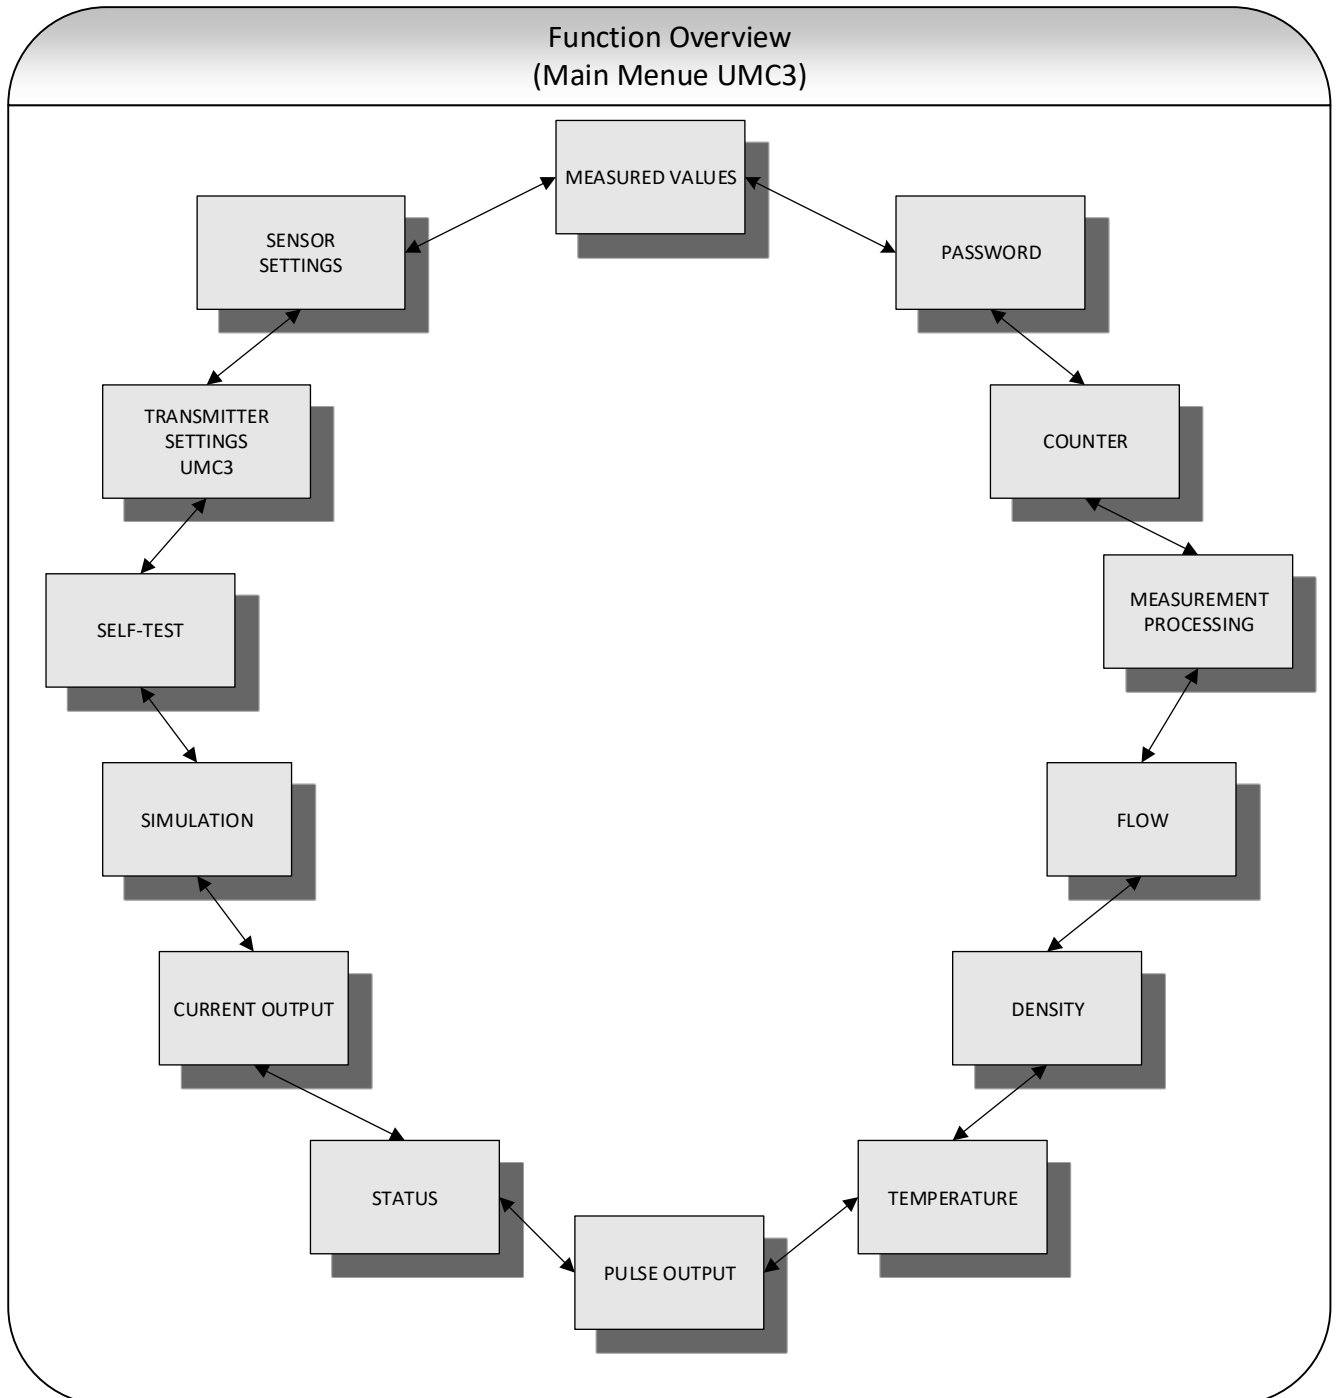 Function Overview
(Main Menue UMC3)
MEASURED VALUES
SENSOR
SETTINGS
PASSWORD
TRANSMITTER
SETTINGS
UMC3
COUNTER
MEASUREMENT
PROCESSING
SELF-TEST
SIMULATION
FLOW
CURRENT OUTPUT
DENSITY
STATUS
TEMPERATURE
PULSE OUTPUT